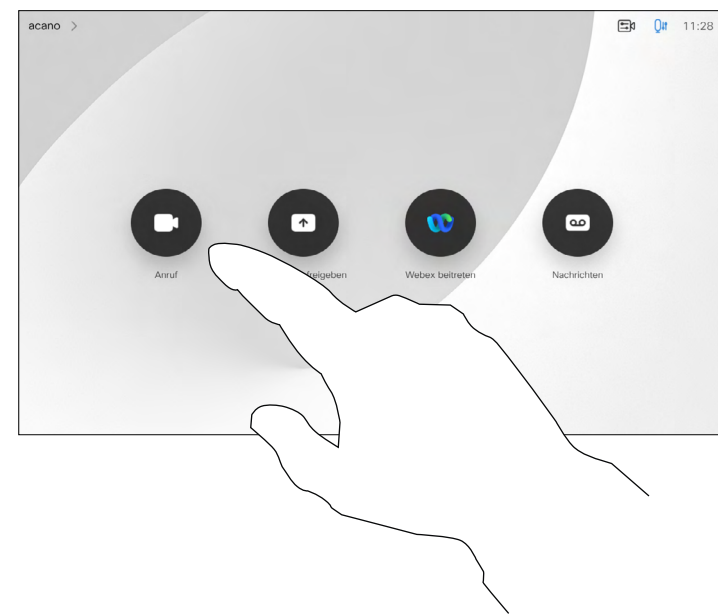 acano >
11:28
Anruf
freigeben
Webex beitreten
Nachrichten